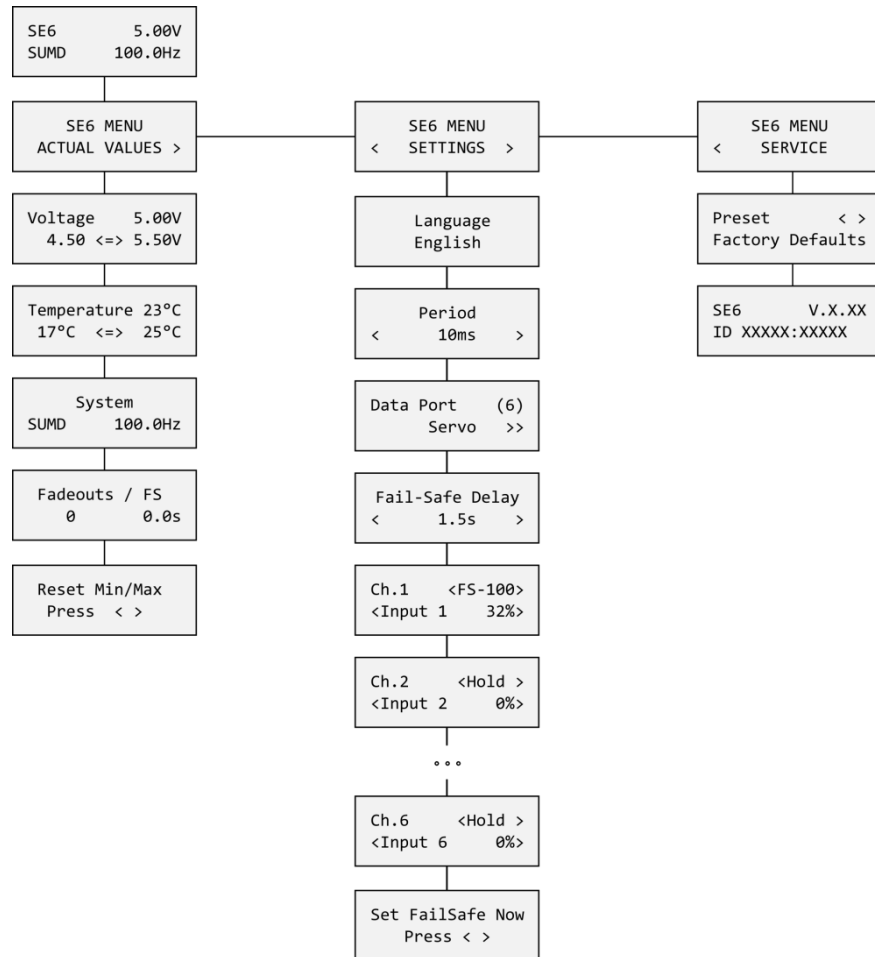 SE6 5.00V
SUMD 100.0Hz
SE6 MENU
ACTUAL VALUES >
Voltage 5.00V
4.50 <=> 5.50V
Temperature 23°C
17°C <=> 25°C
System
SUMD 100.0Hz
Fadeouts / FS
0 0.0s
Reset Min/Max
Press < >
SE6 MENU
< SETTINGS >
Language
English
Period
< 10ms >
Data Port (6)
Servo >>
Fail-Safe Delay
< 1.5s >
Ch.1 <FS-100>
<Input 1 32%>
Ch.2 <Hold >
<Input 2 0%>
°°°
Ch.6 <Hold >
<Input 6 0%>
Set FailSafe Now
Press < >
SE6 MENU
< SERVICE
Preset < >
Factory Defaults
SE6 V.X.XX
ID XXXXX:XXXXX